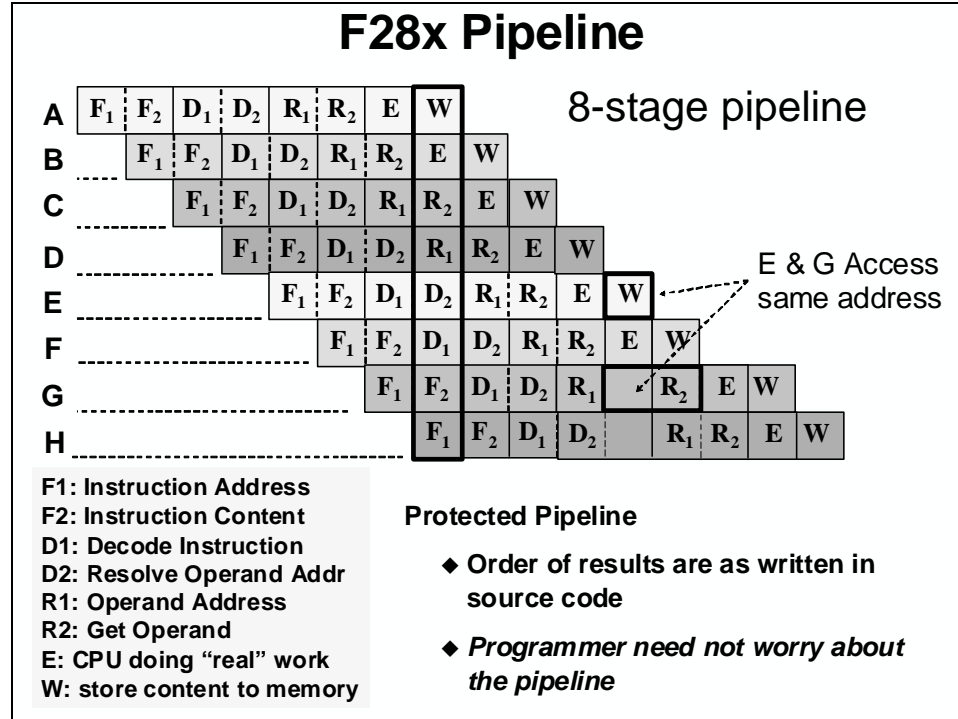 F28x Pipeline
8-stage pipeline
A F₁ F₂ D₁ D₂ R₁ R₂ E W
B F₁ F₂ D₁ D₂ R₁ R₂ E W
C F₁ F₂ D₁ D₂ R₁ R₂ E W
D F₁ F₂ D₁ D₂ R₁ R₂ E W
E F₁ F₂ D₁ D₂ R₁ R₂ E W
F F₁ F₂ D₁ D₂ R₁ R₂ E W
G F₁ F₂ D₁ D₂ R₁ R₂ E W
H F₁ F₂ D₁ D₂ R₁ R₂ E W
E & G Access
same address
F1: Instruction Address
F2: Instruction Content
D1: Decode Instruction
D2: Resolve Operand Addr
R1: Operand Address
R2: Get Operand
E: CPU doing “real” work
W: store content to memory
Protected Pipeline
◆ Order of results are as written in
source code
◆ Programmer need not worry about
the pipeline